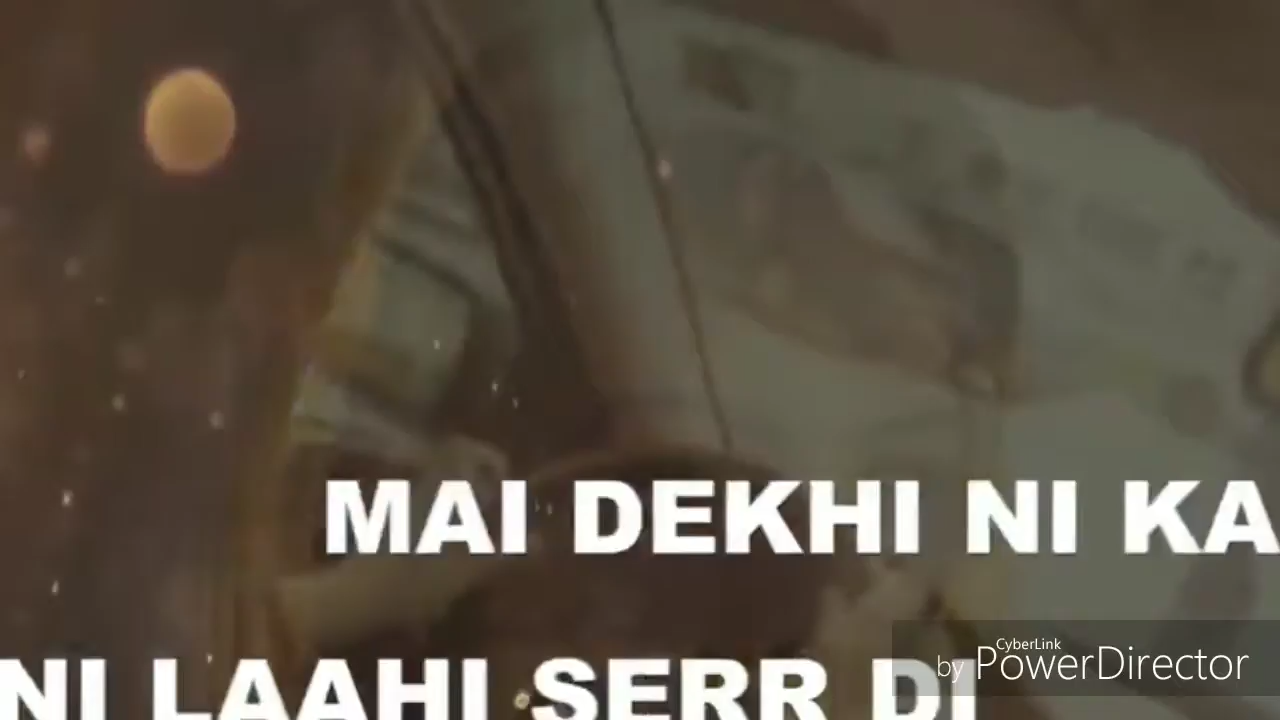 MAI DEKHI NI KA
NI LAAHI SERR DI
CyberLink
by PowerDirector